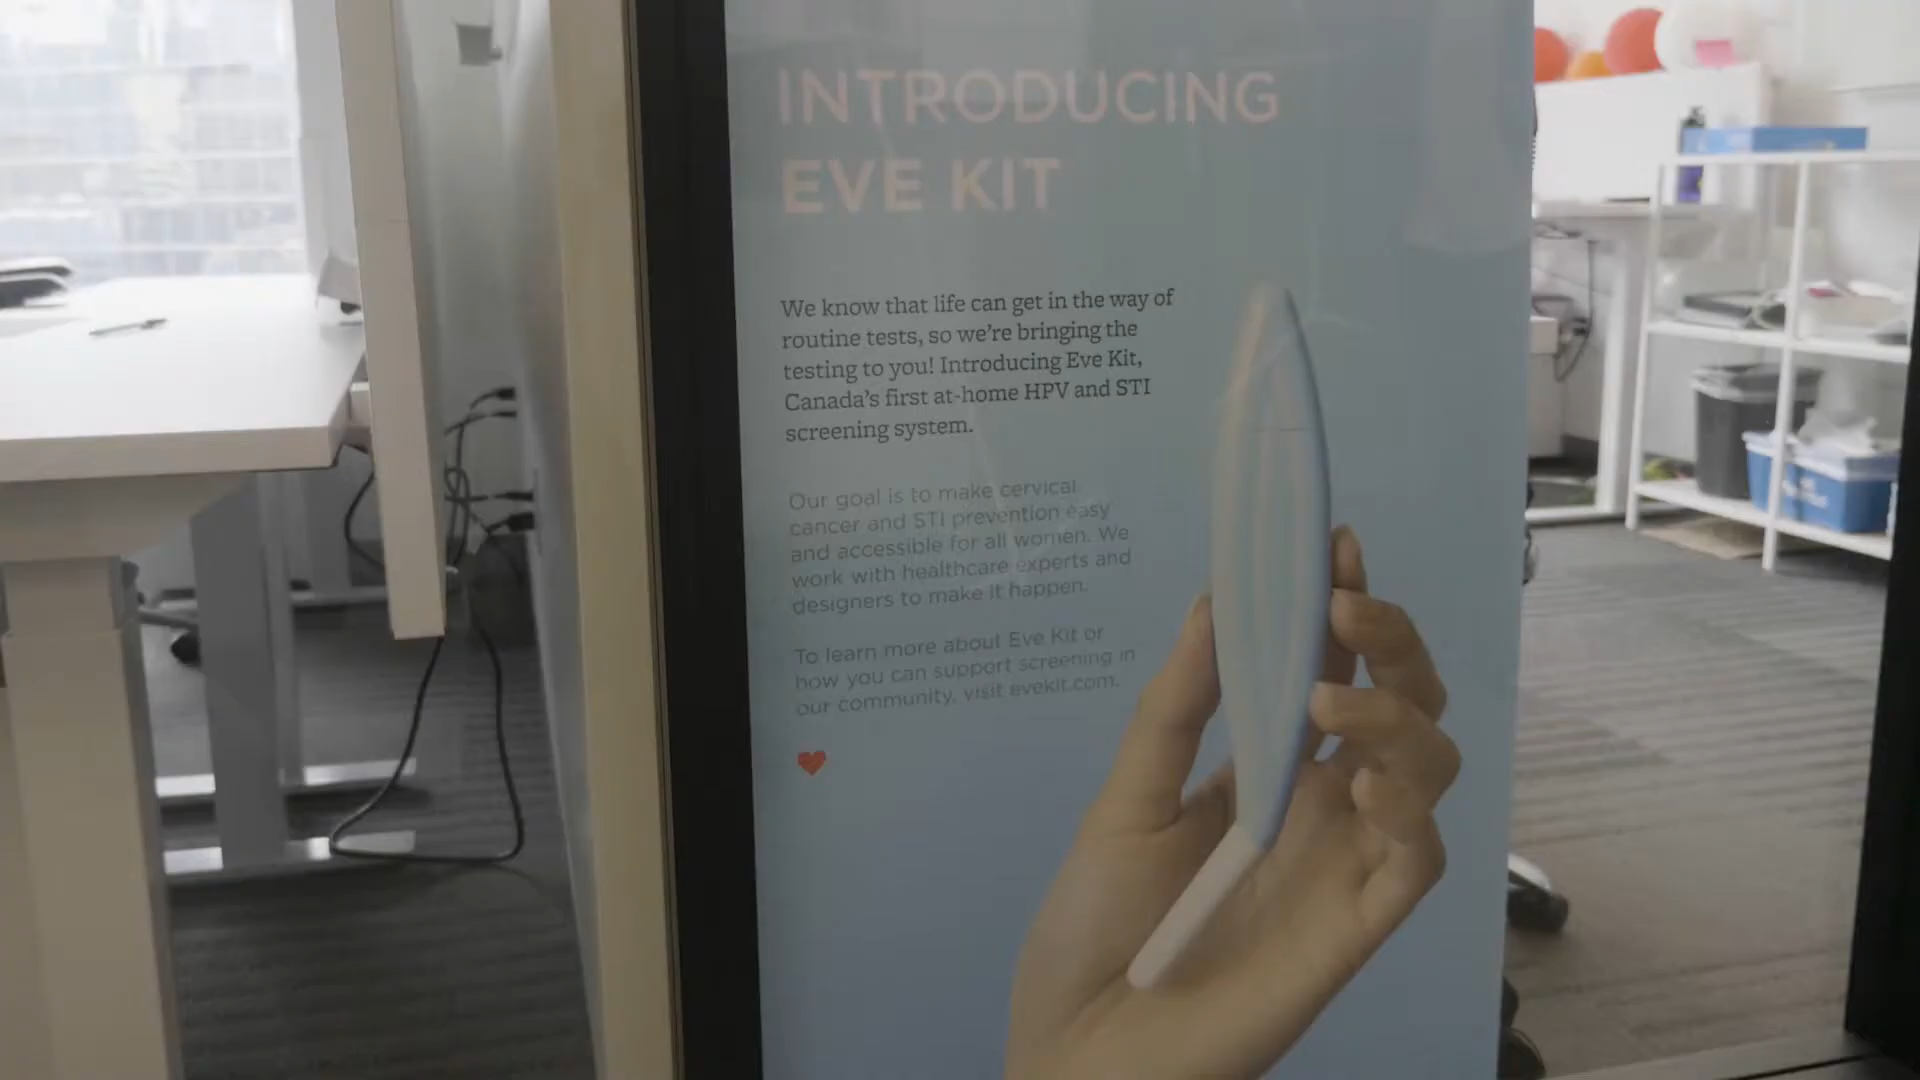 INTRODUCING
EVE KIT
We know that life can get in the way of
routine tests, so we're bringing the
testing to you! Introducing Eve Kit,
Canada's first at-home HPV and STI
screening system.
Our goal is to make cervical
cancer and STI prevention easy
and accessible for all women. We
work with healthcare experts and
designers to make it happen.
To learn more about Eve Kit or
how you can support screening in
our community, visit evekit.com.